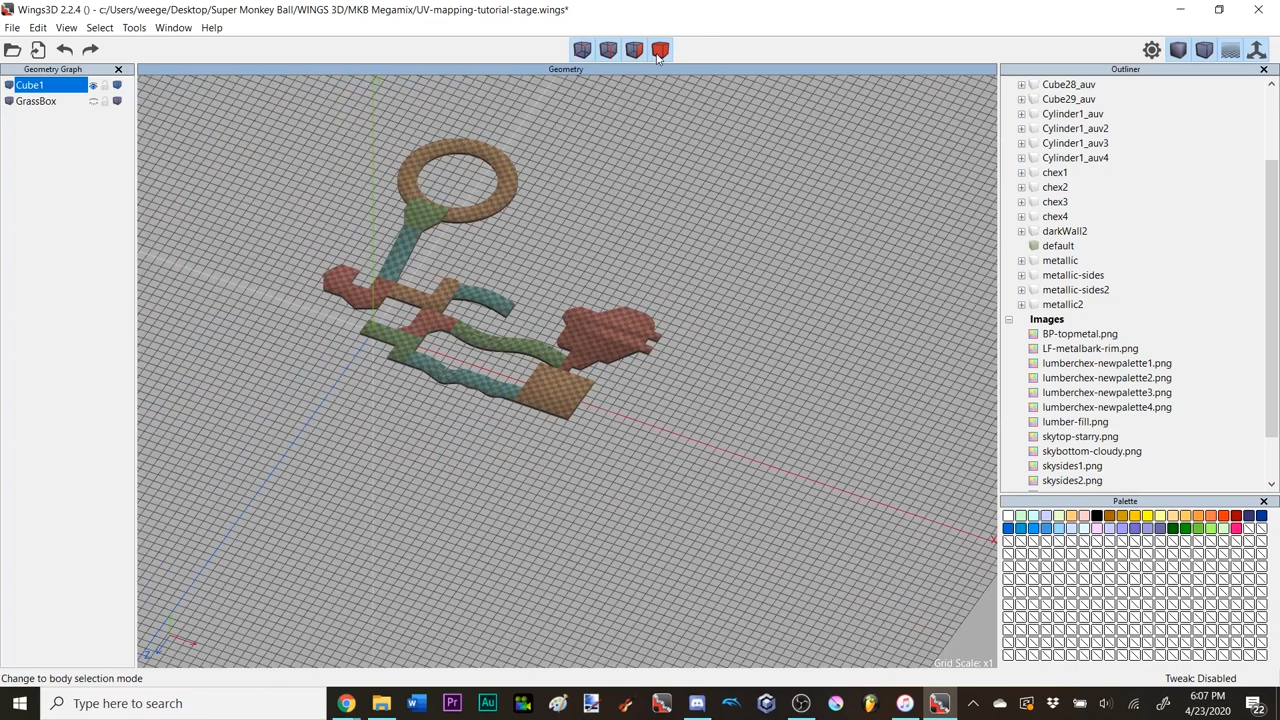 Wings3D 2.2.4 () - c:/Users/weege/Desktop/Super Monkey Ball/WINGS 3D/MKB Megamix/UV-mapping-tutorial-stage.wings*
File Edit View Select Tools Window Help
Geometry Graph
Geometry
Outliner
Cube1
GrassBox
Cube28_auv
Cube29_auv
Cylinder1_auv
Cylinder1_auv2
Cylinder1_auv3
Cylinder1_auv4
chex1
chex2
chex3
chex4
darkWall2
default
metallic
metallic-sides
metallic-sides2
metallic2
Images
BP-topmetal.png
LF-metalbark-rim.png
lumberchex-newpalette1.png
lumberchex-newpalette2.png
lumberchex-newpalette3.png
lumberchex-newpalette4.png
lumber-fill.png
skytop-starry.png
skybottom-cloudy.png
skysides1.png
skysides2.png
Palette
X
Z
Grid Scale: x1
Change to body selection mode
Tweak: Disabled
Type here to search
6:07 PM
4/23/2020
22